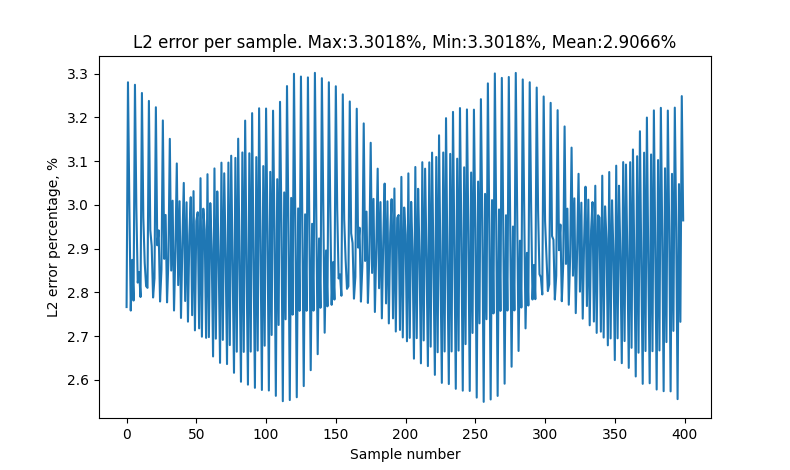 L2 error per sample. Max:3.3018%, Min:3.3018%, Mean:2.9066%
3.3
3.2
3.1
3.0
2.9
2.8
2.7
2.6
L2 error percentage, %
0 50 100 150 200 250 300 350 400
Sample number